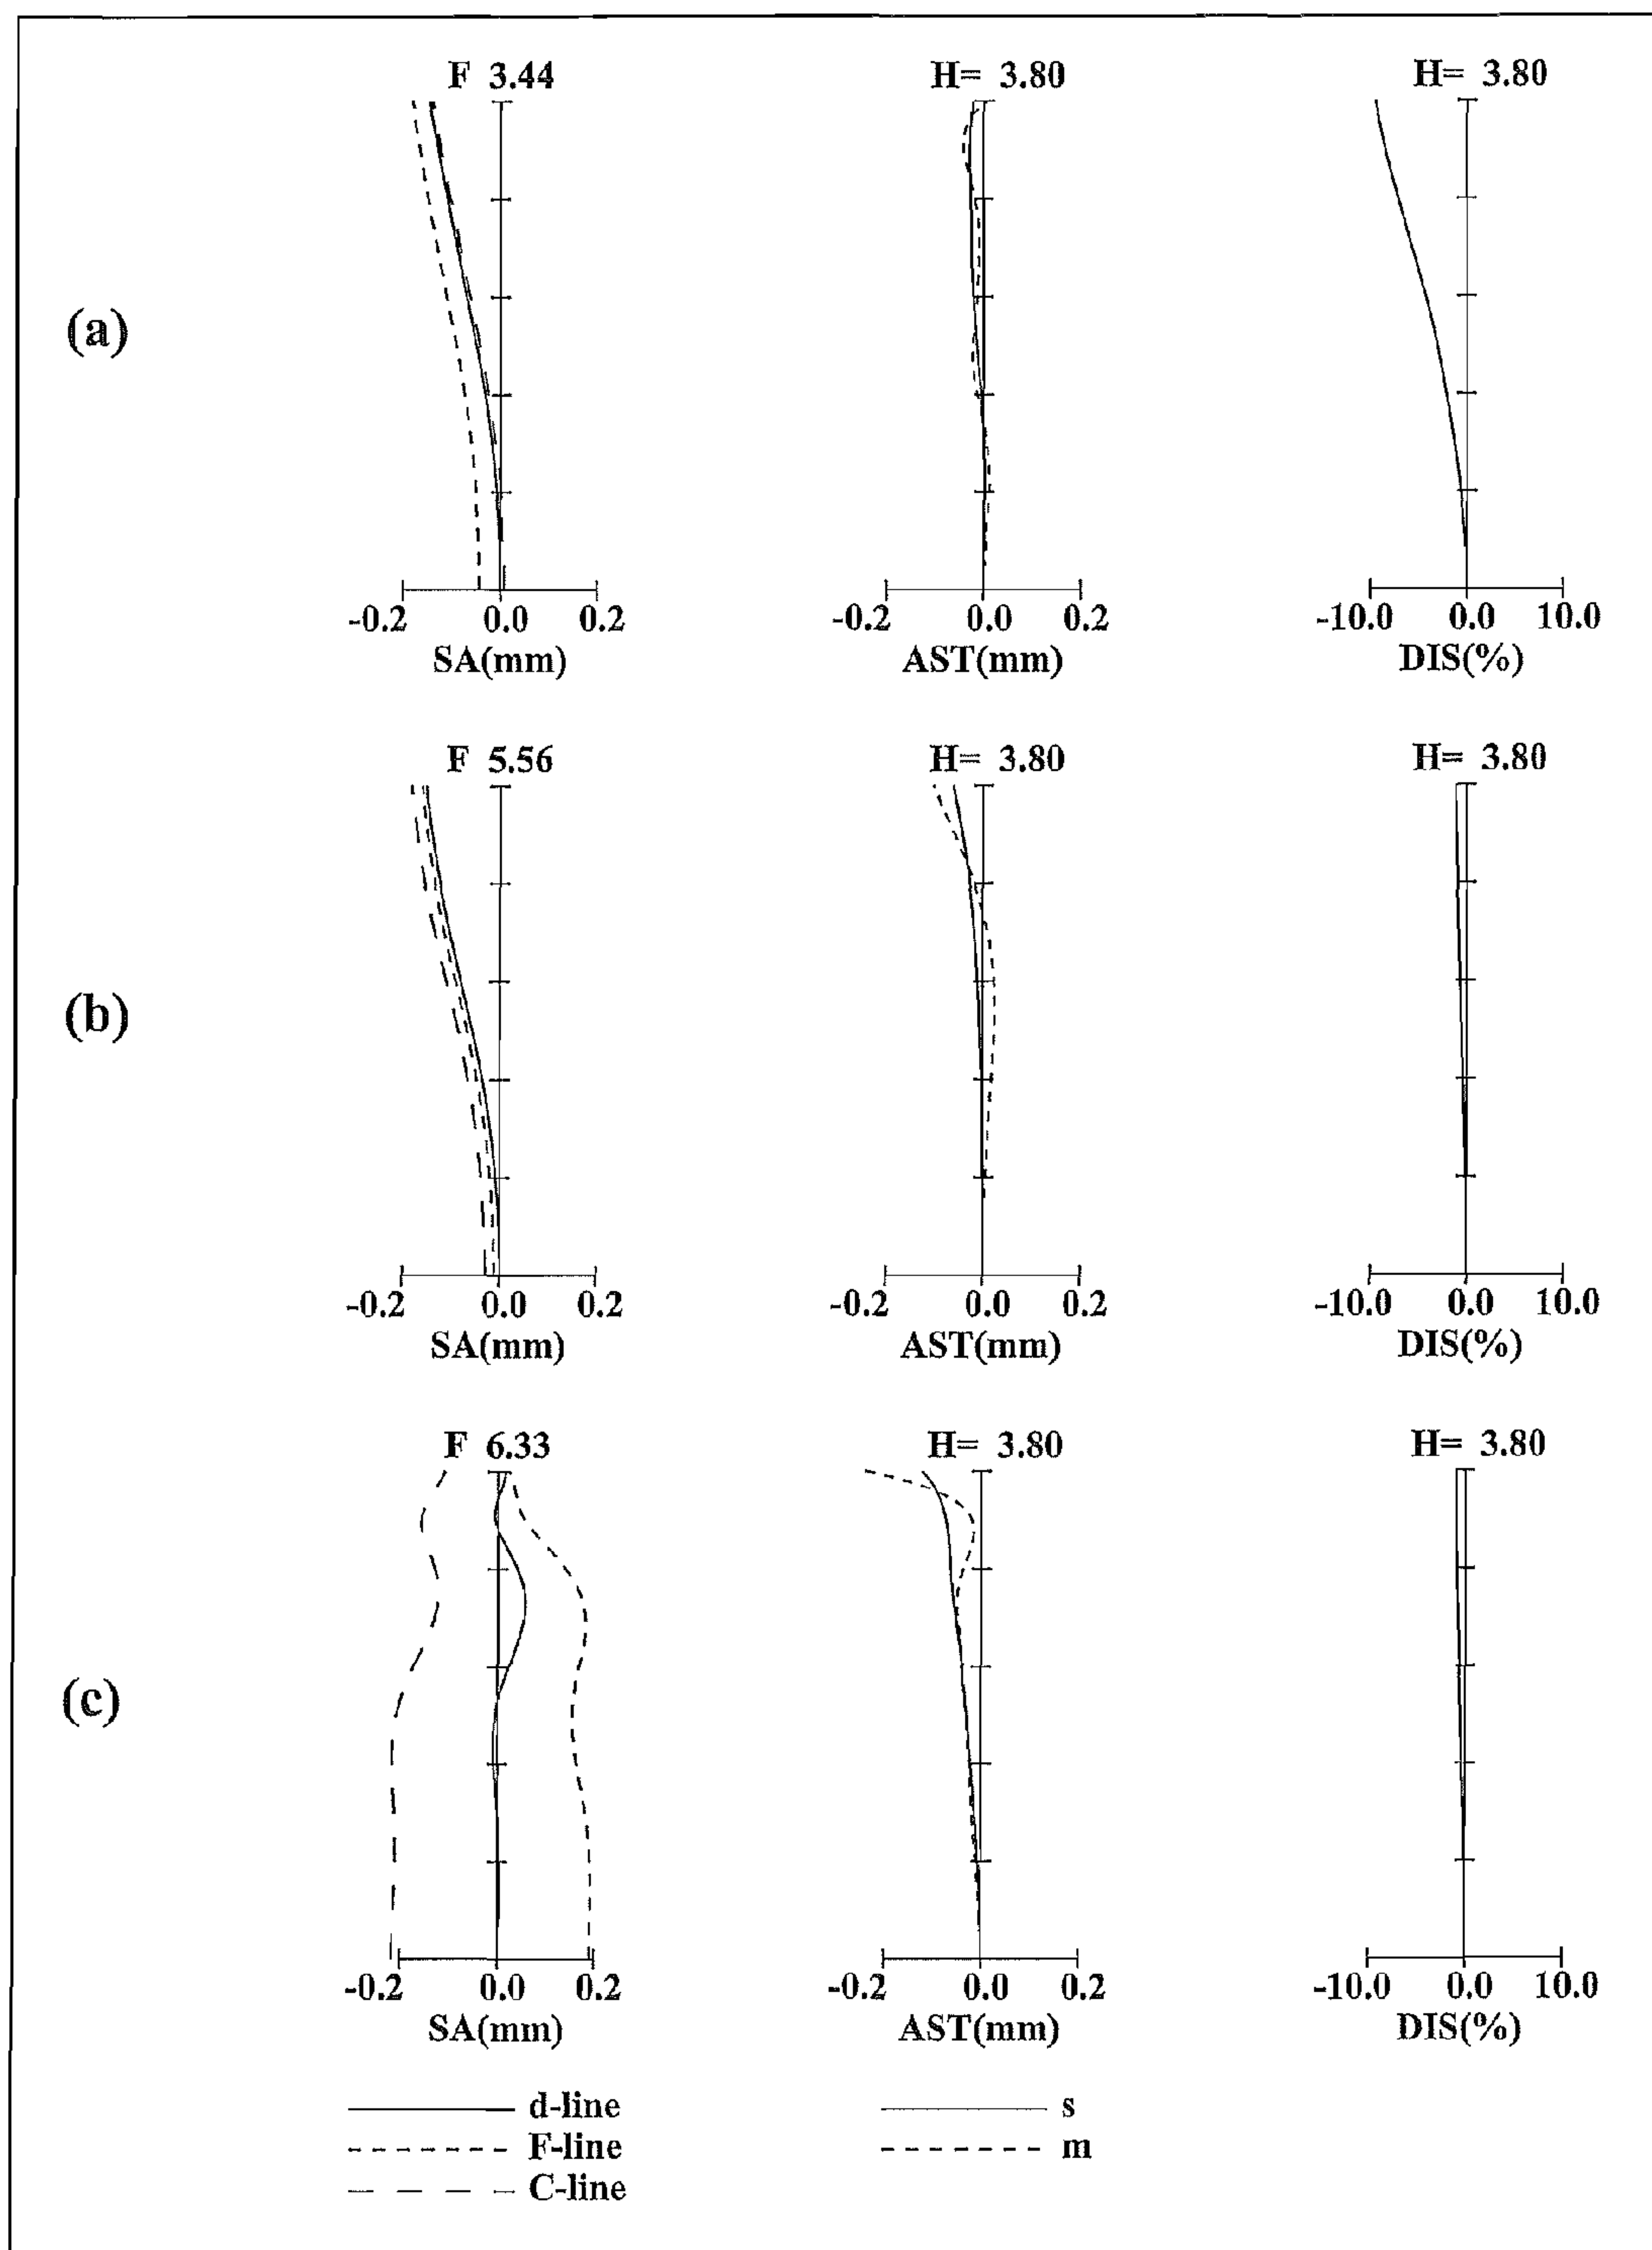 F 3.44 H= 3.80 H= 3.80
(a)
-0.2 0.0 0.2 -0.2 0.0 0.2 -10.0 0.0 10.0
SA(mm) AST(mm) DIS(%)
F 5.56 H= 3.80 H= 3.80
(b)
-0.2 0.0 0.2 -0.2 0.0 0.2 -10.0 0.0 10.0
SA(mm) AST(mm) DIS(%)
F 6.33 H= 3.80 H= 3.80
(c)
-0.2 0.0 0.2 -0.2 0.0 0.2 -10.0 0.0 10.0
SA(mm) AST(mm) DIS(%)
d-line s
F-line m
C-line